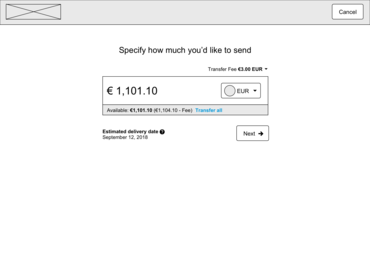 Cancel
Specify how much you'd like to send
Transfer Fee €3.00 EUR
€ 1,101.10
EUR
Available: €1,101.10 (€1,104.10 - Fee) Transfer all
Estimated delivery data ?
September 12, 2018
Next →